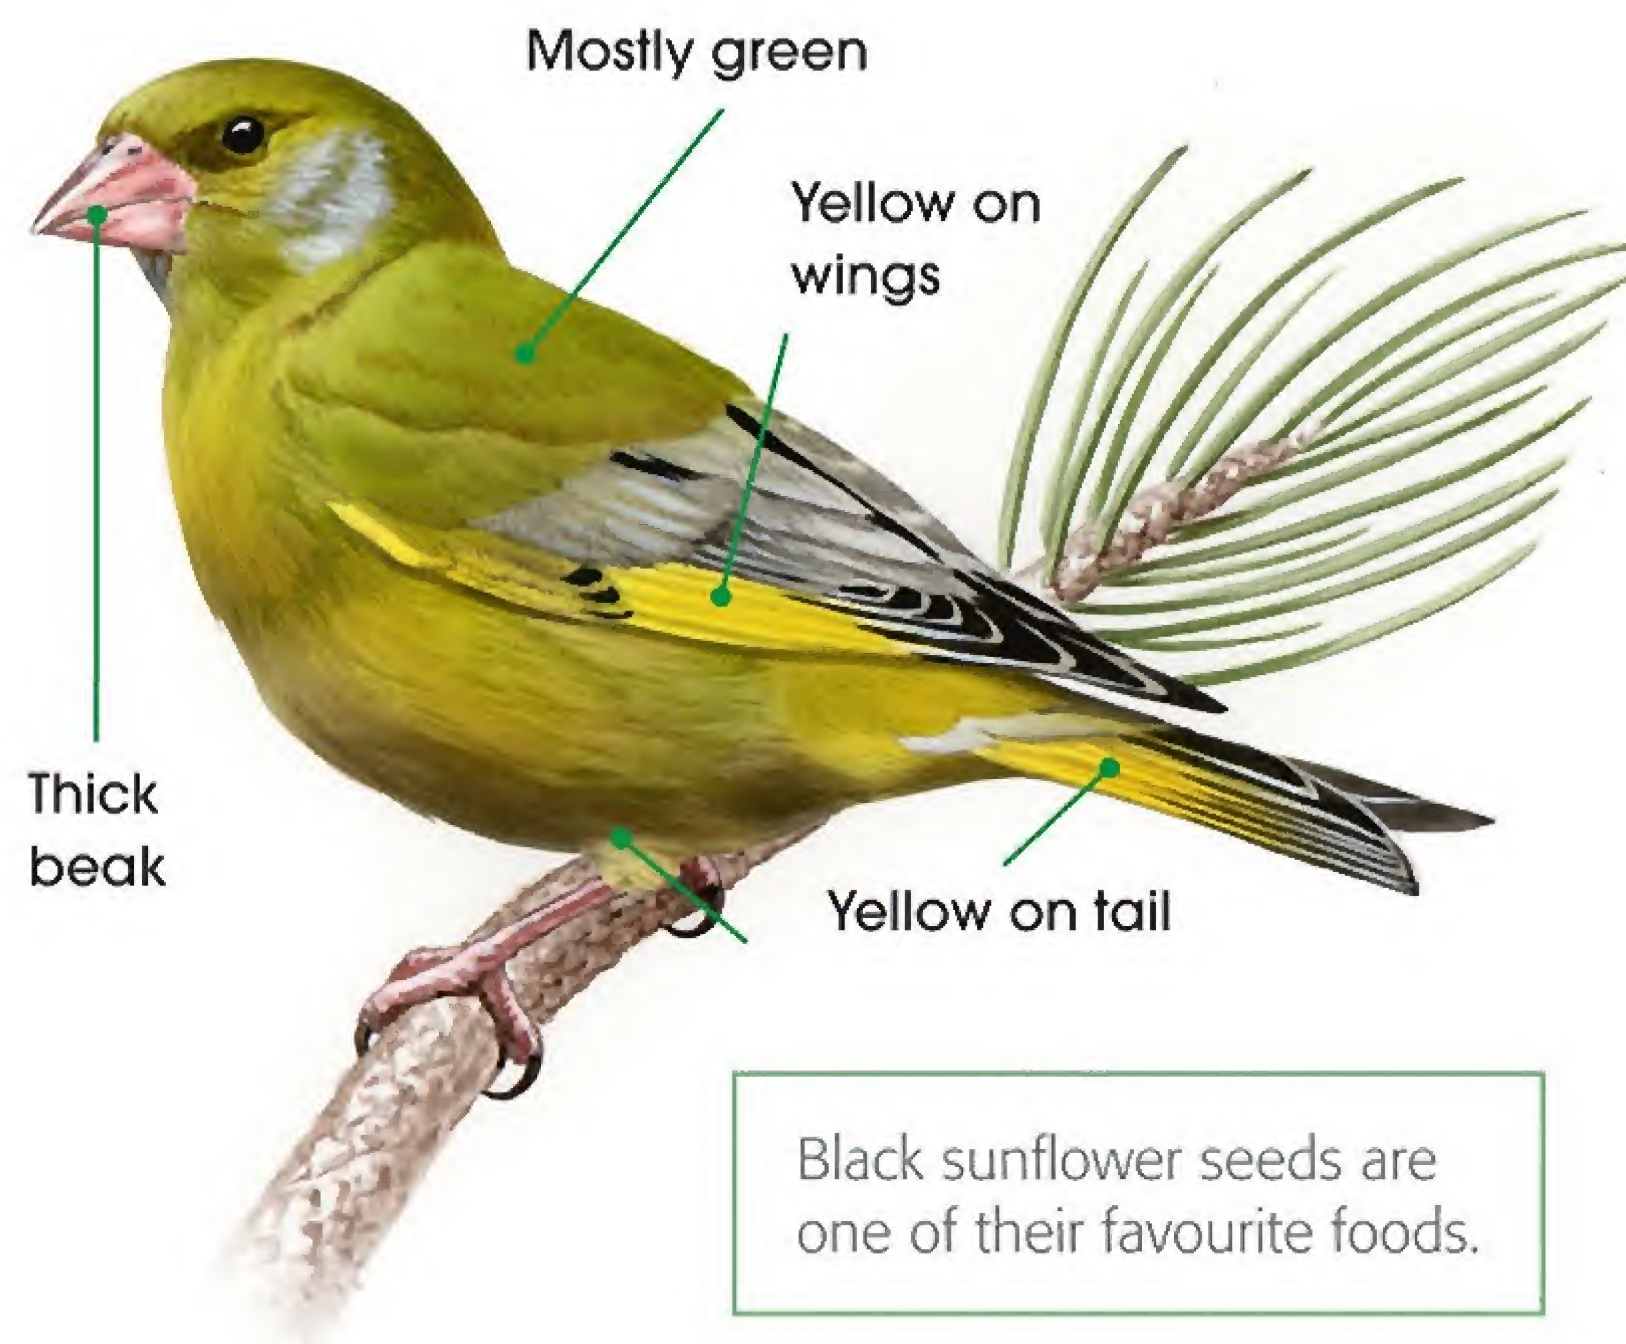 Mostly green
Yellow on
wings
Thick
beak
Yellow on tail
Black sunflower seeds are
one of their favourite foods.